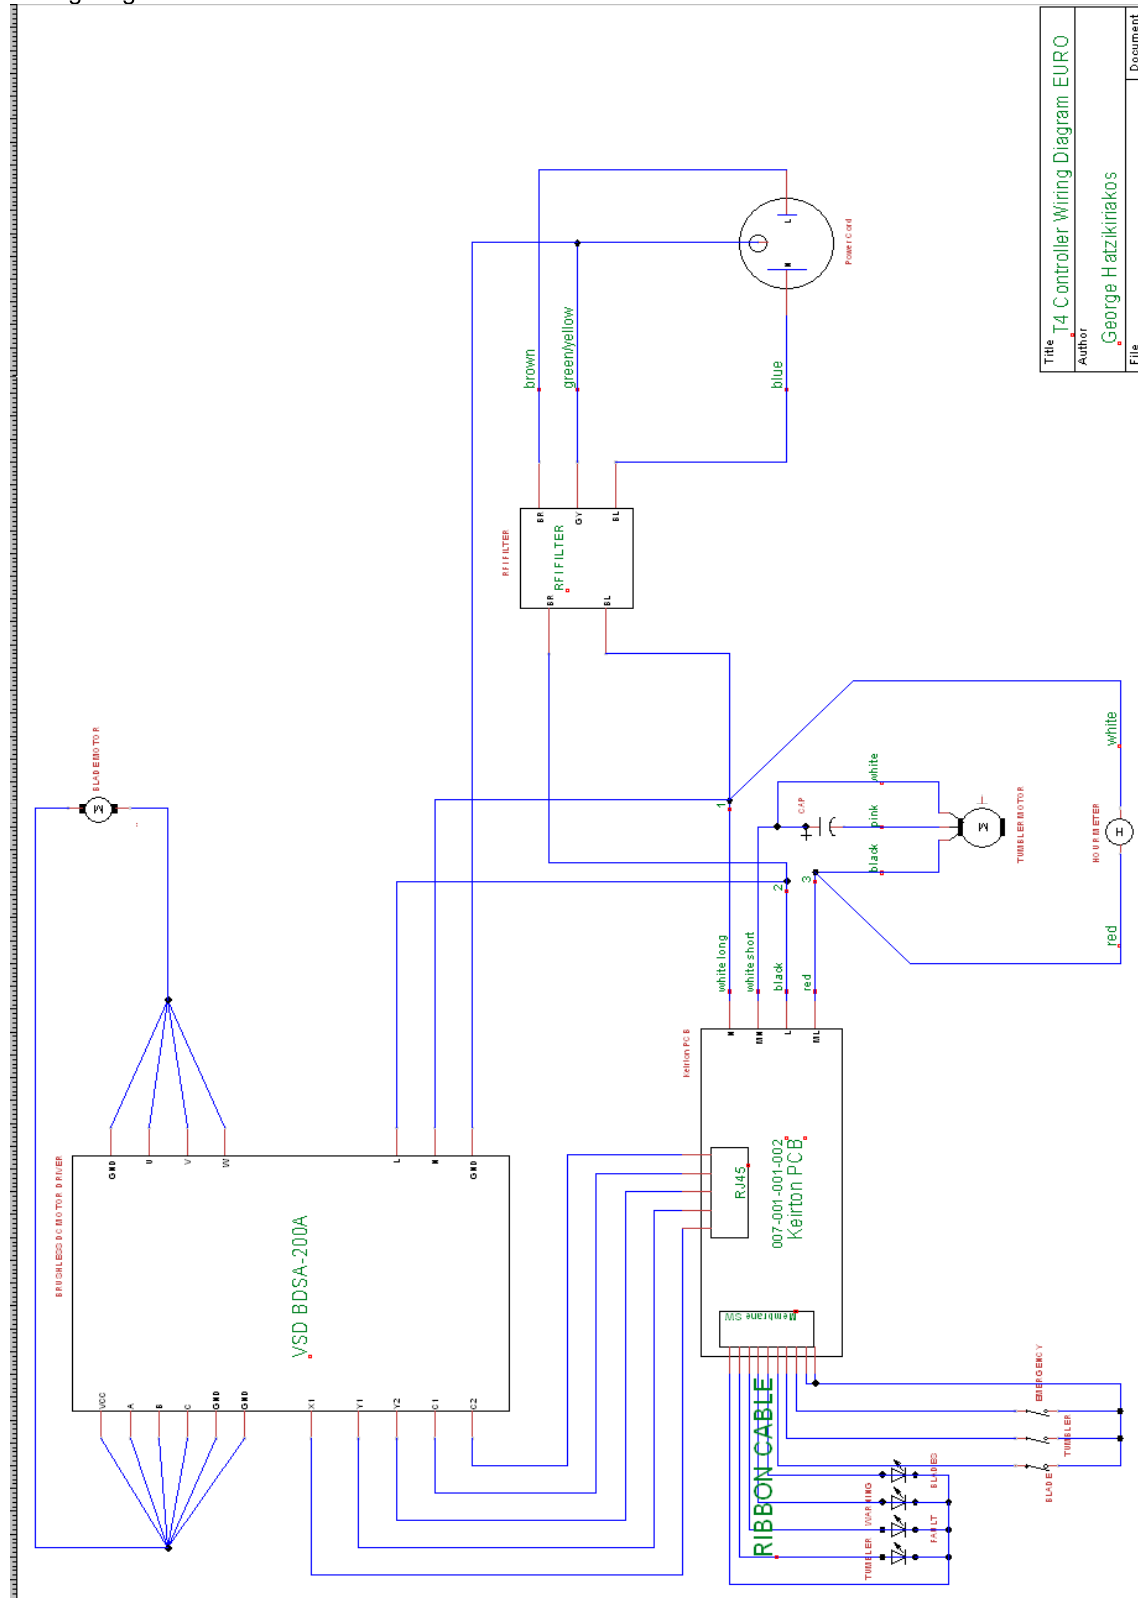 Title T4 Controller Wiring Diagram EURO
Author
George Hatzikiriakos
File
Document
Power Cord
L
N
brown
green/yellow
blue
RFI FILTER
RFI FILTER
BR
GY
BL
BR
BL
BLADE MOTOR
M
1
2
3
white
pink
black
CAP
M
TUMBLER MOTOR
white
HOUR METER
H
red
white long
white short
black
red
N
MN
L
ML
Keirton PCB
RJ45
007-001-001-002
Keirton PCB
Membrane SW
BRUSHLESS DC MOTOR DRIVER
VSD BDSA-200A
GND
U
V
W
L
N
GND
VCC
A
B
C
GND
GND
X1
Y1
Y2
C1
C2
RIBBON CABLE
TUMBLER
FAULT
WARNING
BLADES
BLADE
TUMBLER
EMERGENCY